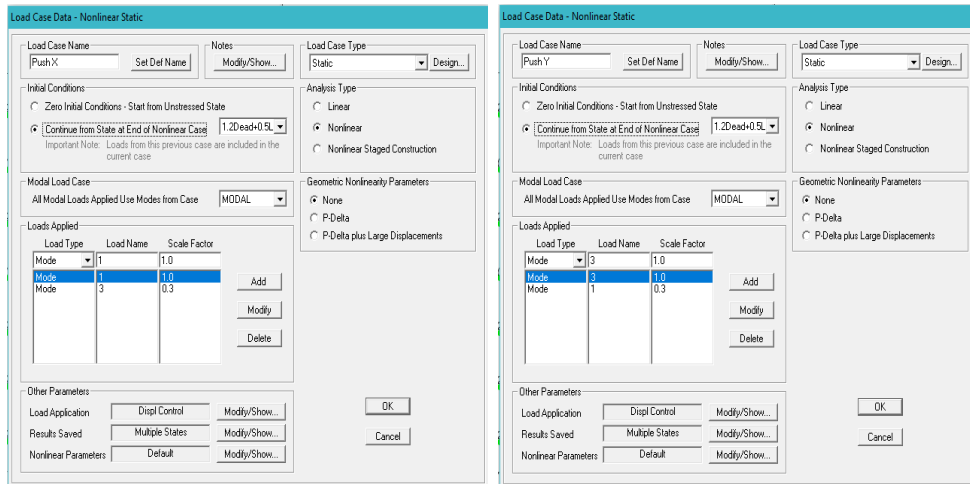 Load Case Data - Nonlinear Static
Load Case Name
Push X
Set Def Name
Notes
Modify/Show...
Load Case Type
Static
Design...
Initial Conditions
Zero Initial Conditions - Start from Unstressed State
Continue from State at End of Nonlinear Case
1.2Dead+0.5L
Important Note: Loads from this previous case are included in the
current case
Analysis Type
Linear
Nonlinear
Nonlinear Staged Construction
Modal Load Case
All Modal Loads Applied Use Modes from Case
MODAL
Geometric Nonlinearity Parameters
None
P-Delta
P-Delta plus Large Displacements
Loads Applied
Load Type Load Name Scale Factor
Mode 1 1.0
Mode 1 1.0
Mode 3 0.3
Add
Modify
Delete
Other Parameters
Load Application Displ Control Modify/Show...
Results Saved Multiple States Modify/Show...
Nonlinear Parameters Default Modify/Show...
OK
Cancel
Load Case Data - Nonlinear Static
Load Case Name
Push Y
Set Def Name
Notes
Modify/Show...
Load Case Type
Static
Design...
Initial Conditions
Zero Initial Conditions - Start from Unstressed State
Continue from State at End of Nonlinear Case
1.2Dead+0.5L
Important Note: Loads from this previous case are included in the
current case
Analysis Type
Linear
Nonlinear
Nonlinear Staged Construction
Modal Load Case
All Modal Loads Applied Use Modes from Case
MODAL
Geometric Nonlinearity Parameters
None
P-Delta
P-Delta plus Large Displacements
Loads Applied
Load Type Load Name Scale Factor
Mode 3 1.0
Mode 3 1.0
Mode 1 0.3
Add
Modify
Delete
Other Parameters
Load Application Displ Control Modify/Show...
Results Saved Multiple States Modify/Show...
Nonlinear Parameters Default Modify/Show...
OK
Cancel